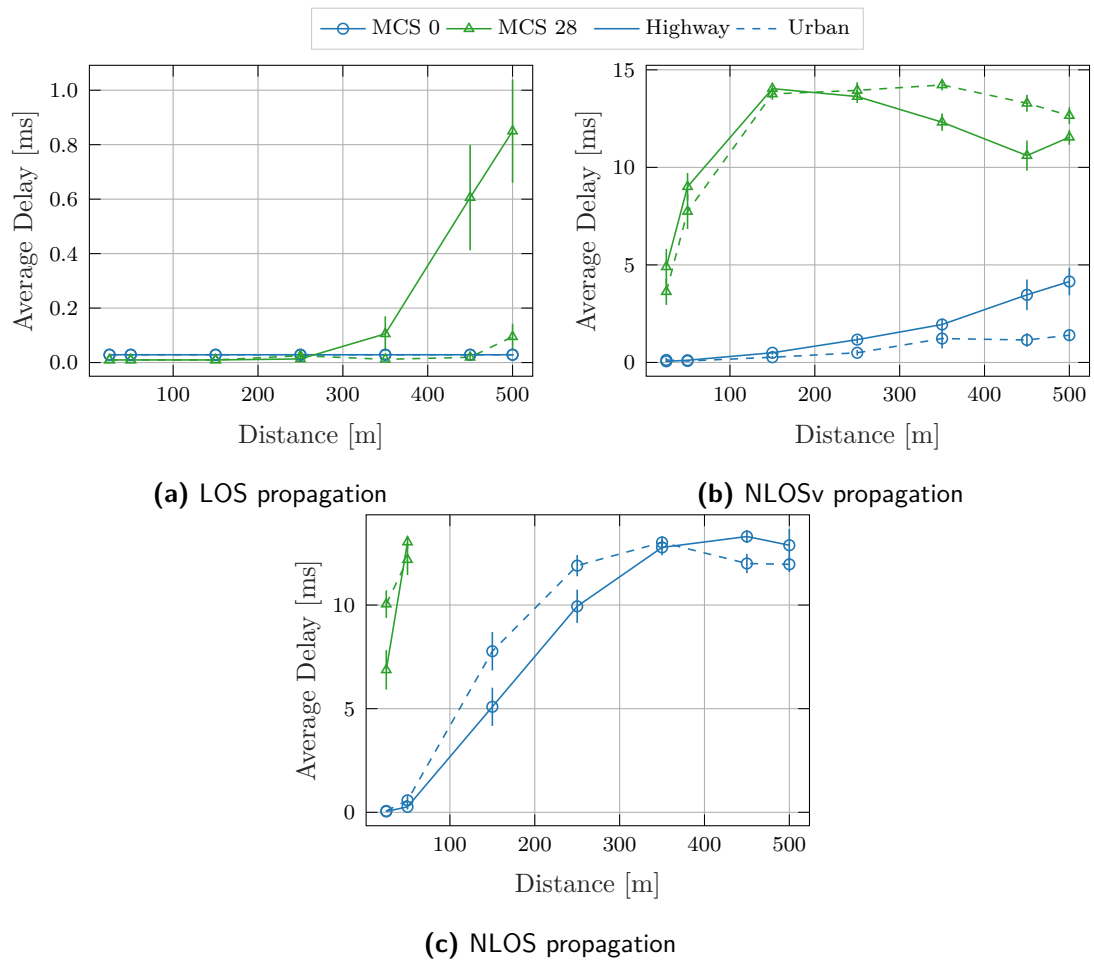 MCS 0 MCS 28 Highway Urban
1.0
0.8
0.6
0.4
0.2
0.0
Average Delay [ms]
100 200 300 400 500
Distance [m]
(a) LOS propagation
15
10
5
0
Average Delay [ms]
100 200 300 400 500
Distance [m]
(b) NLOSv propagation
10
5
0
Average Delay [ms]
100 200 300 400 500
Distance [m]
(c) NLOS propagation